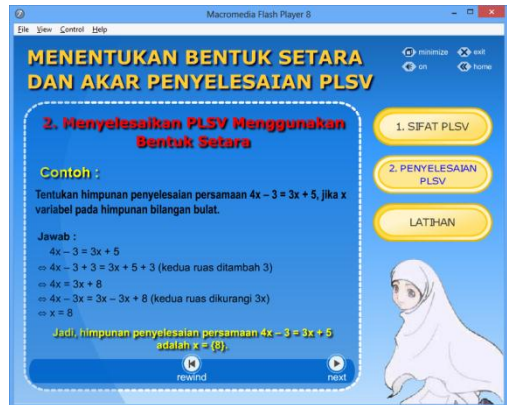 Macromedia Flash Player 8
File View Control Help
MENENTUKAN BENTUK SETARA
DAN AKAR PENYELESAIAN PLSV
minimize exit
on home
2. Menyelesaikan PLSV Menggunakan
Bentuk Setara
Contoh :
Tentukan himpunan penyelesaian persamaan 4x – 3 = 3x + 5, jika x
variabel pada himpunan bilangan bulat.
Jawab :
4x – 3 = 3x + 5
⇔ 4x – 3 + 3 = 3x + 5 + 3 (kedua ruas ditambah 3)
⇔ 4x = 3x + 8
⇔ 4x – 3x = 3x – 3x + 8 (kedua ruas dikurangi 3x)
⇔ x = 8
Jadi, himpunan penyelesaian persamaan 4x – 3 = 3x + 5
adalah x = {8}.
rewind next
1. SIFAT PLSV
2. PENYELESAIAN
PLSV
LATIHAN